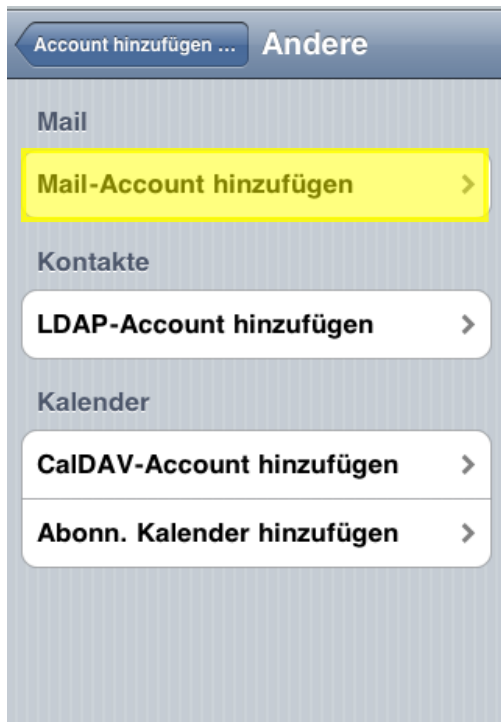 Account hinzufügen ... Andere
Mail
Mail-Account hinzufügen
Kontakte
LDAP-Account hinzufügen
Kalender
CalDAV-Account hinzufügen
Abonn. Kalender hinzufügen